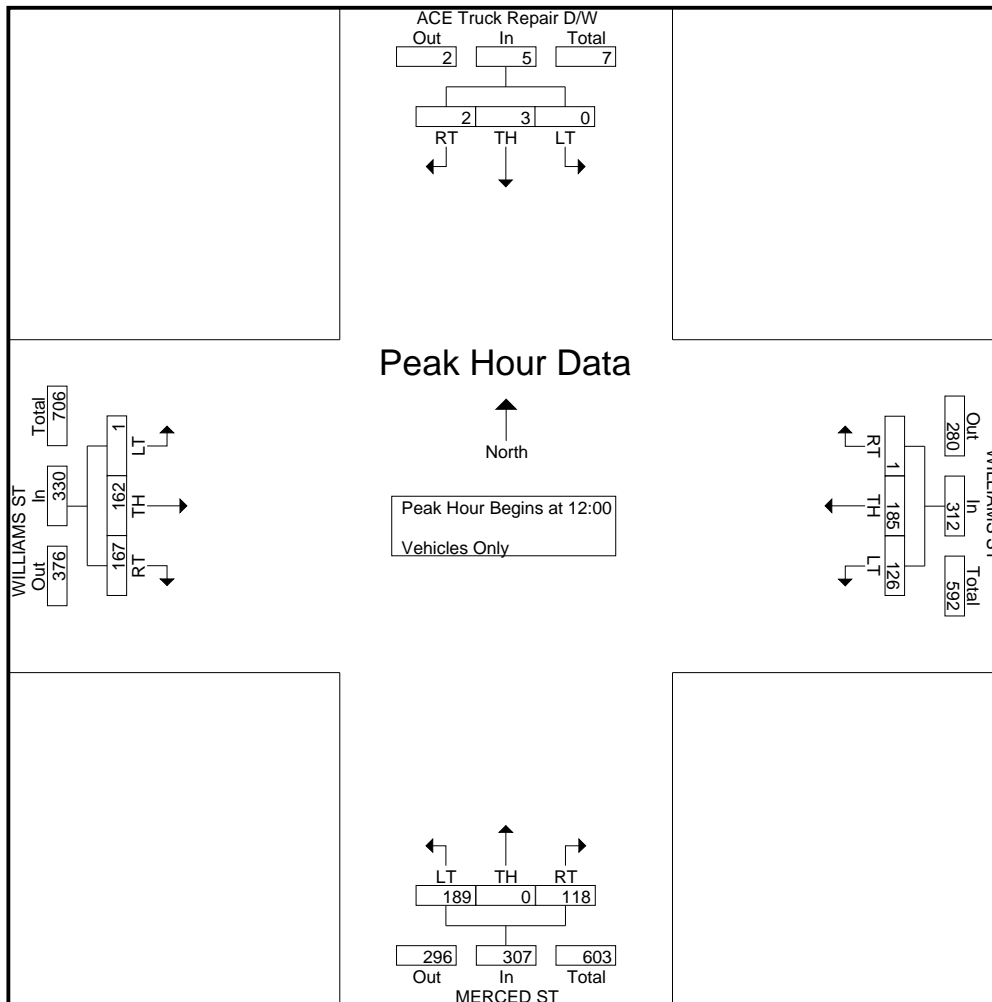 ACE Truck Repair D/W
Out In Total
2 5 7
2 3 0
RT TH LT
Peak Hour Data
North
Peak Hour Begins at 12:00
Vehicles Only
WILLIAMS ST
Total In Out
706 330 376
1 162 167
LT TH RT
RT TH LT
1 185 126
Out In Total
280 312 592
WILLIAMS ST
LT TH RT
189 0 118
296 307 603
Out In Total
MERCED ST